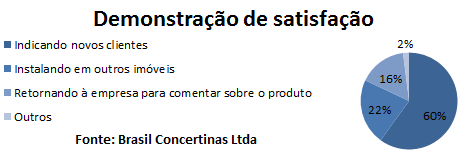 Demonstração de satisfação
Indicando novos clientes
Instalando em outros imóveis
Retornando à empresa para comentar sobre o produto
Outros
2%
16%
22%
60%
Fonte: Brasil Concertinas Ltda